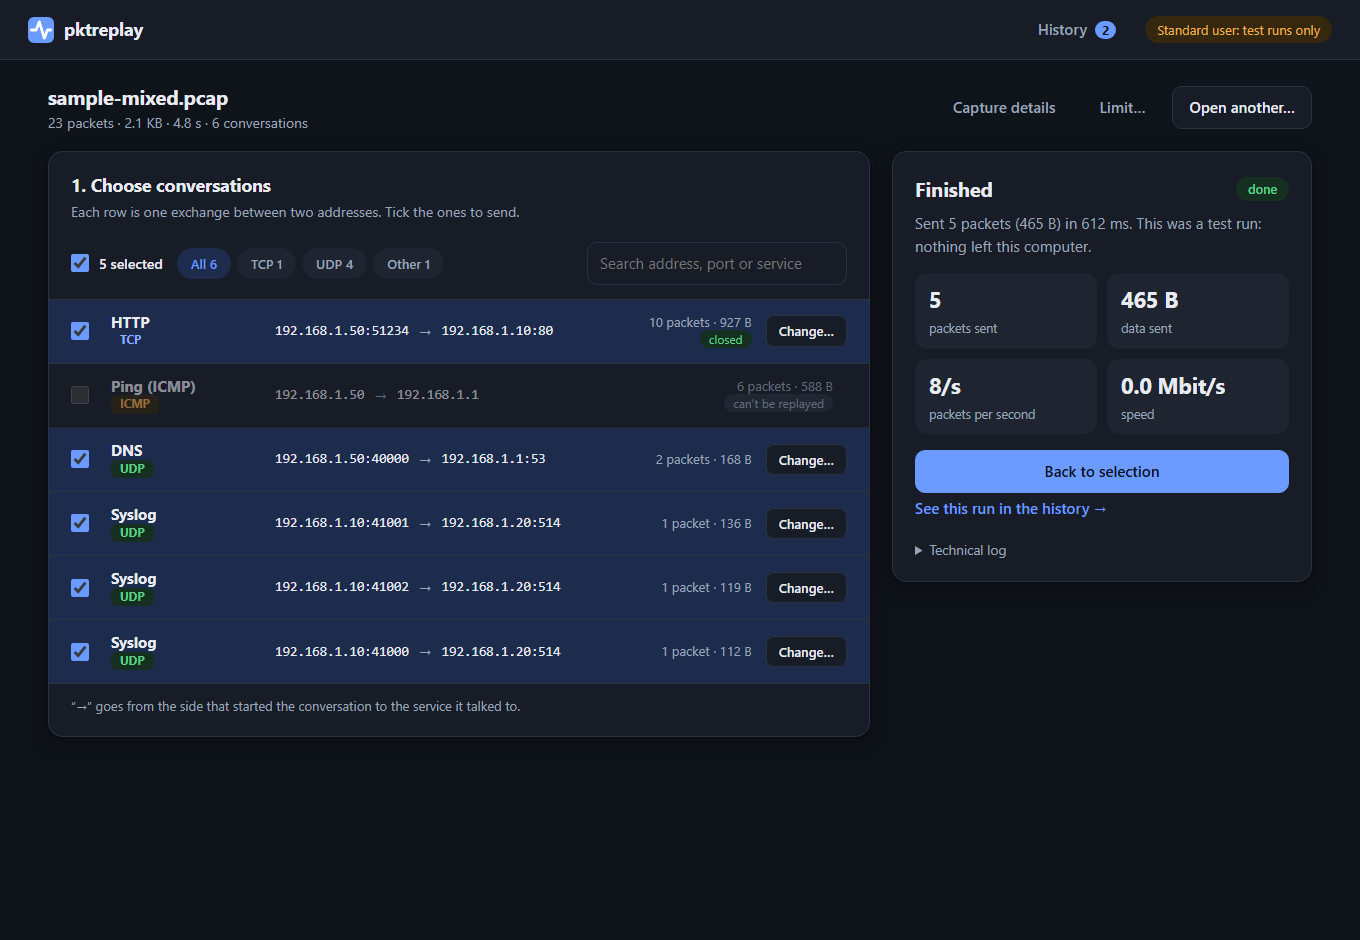 pktreplay
History 2
Standard user: test runs only
sample-mixed.pcap
23 packets · 2.1 KB · 4.8 s · 6 conversations
Capture details
Limit...
Open another...
1. Choose conversations
Each row is one exchange between two addresses. Tick the ones to send.
5 selected
All 6
TCP 1
UDP 4
Other 1
Search address, port or service
HTTP
TCP
192.168.1.50:51234 → 192.168.1.10:80
10 packets · 927 B
closed
Change...
Ping (ICMP)
ICMP
192.168.1.50 → 192.168.1.1
6 packets · 588 B
can't be replayed
DNS
UDP
192.168.1.50:40000 → 192.168.1.1:53
2 packets · 168 B
Change...
Syslog
UDP
192.168.1.10:41001 → 192.168.1.20:514
1 packet · 136 B
Change...
Syslog
UDP
192.168.1.10:41002 → 192.168.1.20:514
1 packet · 119 B
Change...
Syslog
UDP
192.168.1.10:41000 → 192.168.1.20:514
1 packet · 112 B
Change...
"→" goes from the side that started the conversation to the service it talked to.
Finished
done
Sent 5 packets (465 B) in 612 ms. This was a test run:
nothing left this computer.
5
packets sent
465 B
data sent
8/s
packets per second
0.0 Mbit/s
speed
Back to selection
See this run in the history →
Technical log